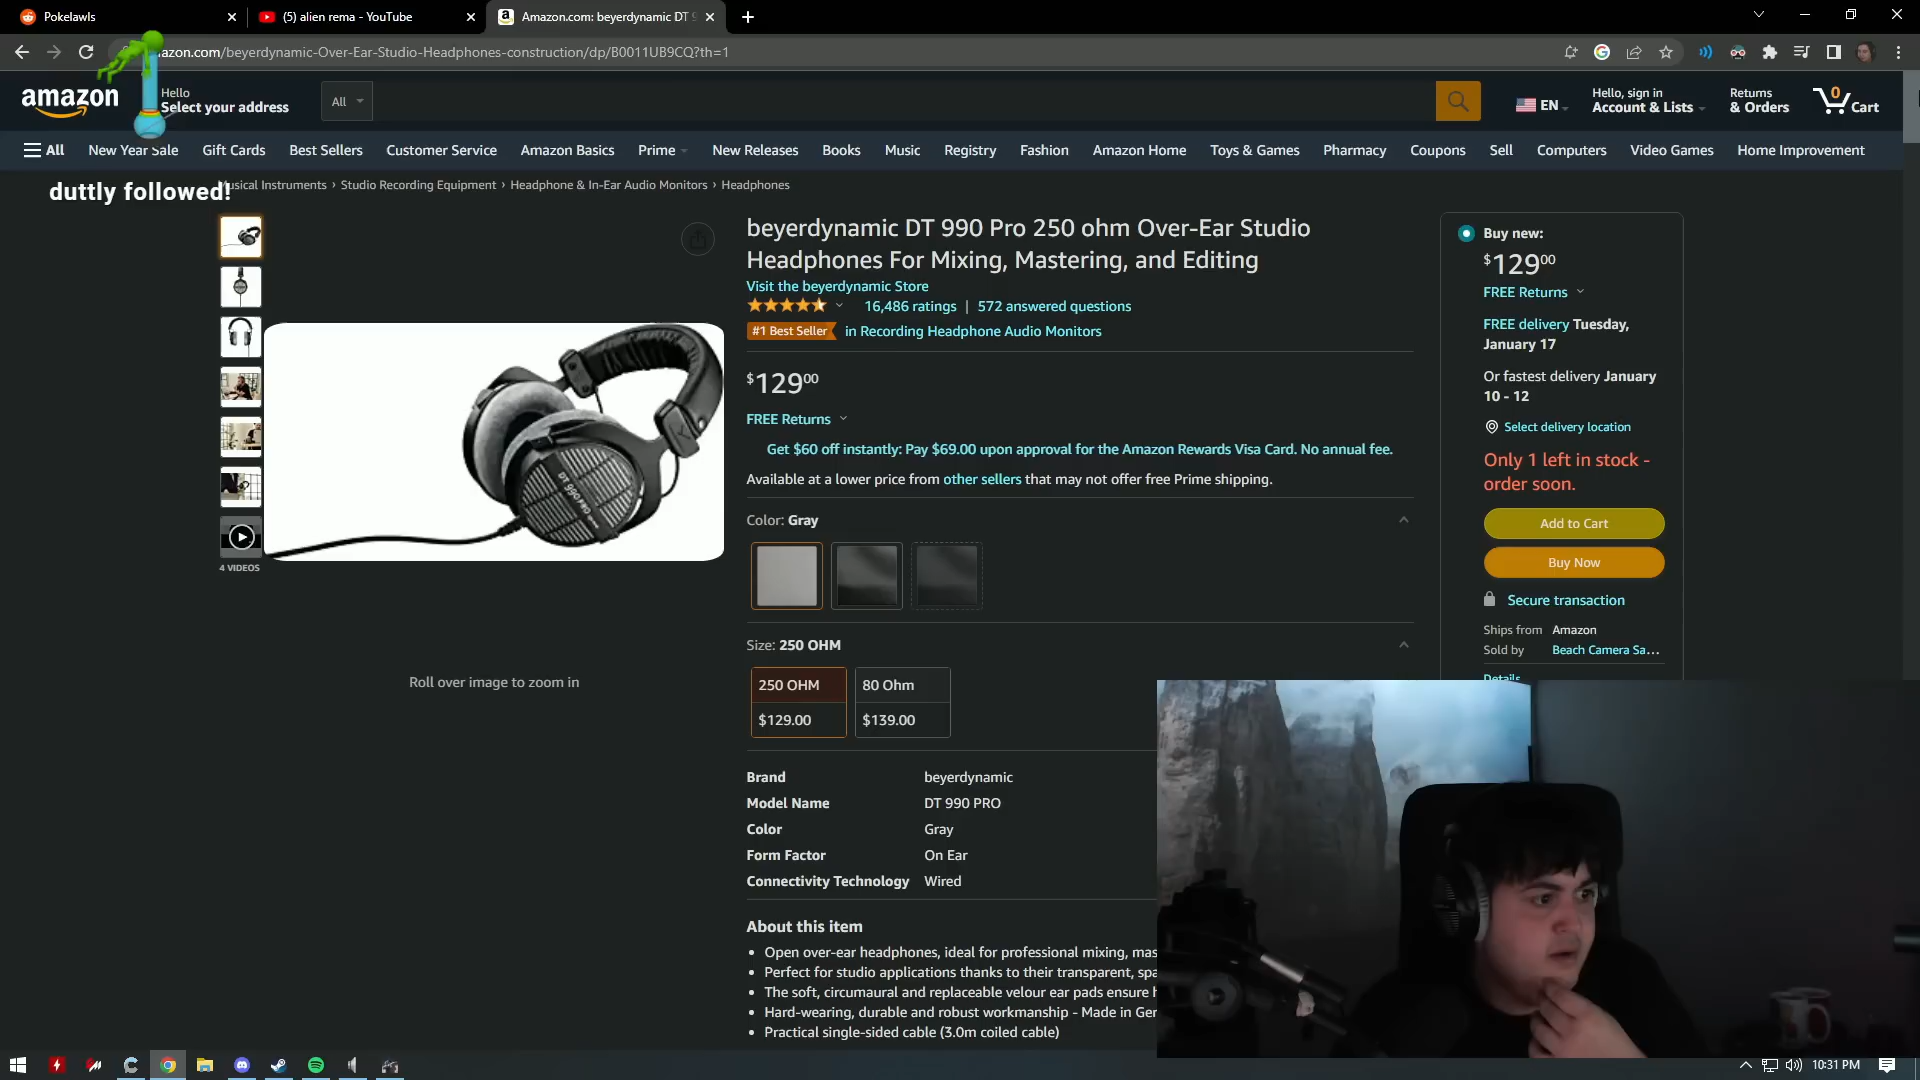 Pokelawls
(5) alien rema - YouTube
Amazon.com: beyerdynamic DT 9
azon.com/beyerdynamic-Over-Ear-Studio-Headphones-construction/dp/B0011UB9CQ?th=1
amazon
Hello
Select your address
All
EN
Hello, sign in
Account & Lists
Returns
& Orders
0
Cart
All
New Year Sale
Gift Cards
Best Sellers
Customer Service
Amazon Basics
Prime
New Releases
Books
Music
Registry
Fashion
Amazon Home
Toys & Games
Pharmacy
Coupons
Sell
Computers
Video Games
Home Improvement
duttly followed!
Musical Instruments › Studio Recording Equipment › Headphone & In-Ear Audio Monitors › Headphones
4 VIDEOS
DT 990 PRO
Roll over image to zoom in
beyerdynamic DT 990 Pro 250 ohm Over-Ear Studio
Headphones For Mixing, Mastering, and Editing
Visit the beyerdynamic Store
16,486 ratings | 572 answered questions
#1 Best Seller in Recording Headphone Audio Monitors
$12900
FREE Returns
Get $60 off instantly: Pay $69.00 upon approval for the Amazon Rewards Visa Card. No annual fee.
Available at a lower price from other sellers that may not offer free Prime shipping.
Color: Gray
Size: 250 OHM
250 OHM
$129.00
80 Ohm
$139.00
Brand beyerdynamic
Model Name DT 990 PRO
Color Gray
Form Factor On Ear
Connectivity Technology Wired
About this item
• Open over-ear headphones, ideal for professional mixing, mas
• Perfect for studio applications thanks to their transparent, spa
• The soft, circumaural and replaceable velour ear pads ensure h
• Hard-wearing, durable and robust workmanship - Made in Ger
• Practical single-sided cable (3.0m coiled cable)
Buy new:
$12900
FREE Returns
FREE delivery Tuesday,
January 17
Or fastest delivery January
10 - 12
Select delivery location
Only 1 left in stock -
order soon.
Add to Cart
Buy Now
Secure transaction
Ships from Amazon
Sold by Beach Camera Sa...
Details
10:31 PM